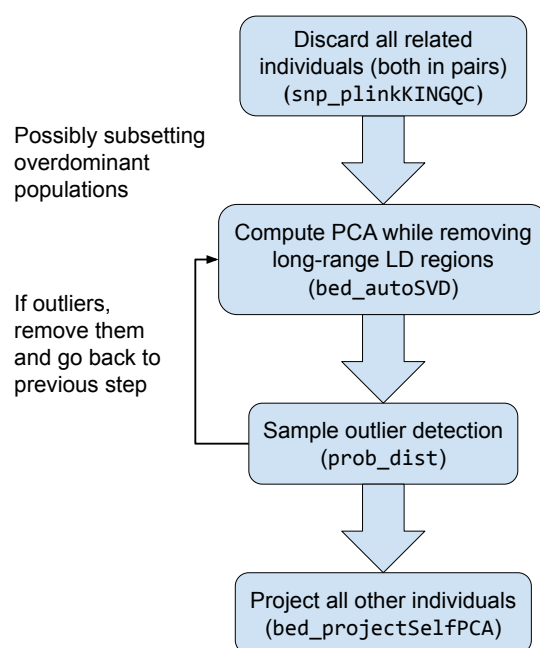 Discard all related
individuals (both in pairs)
(snp_plinkKINGQC)
Possibly subsetting
overdominant
populations
Compute PCA while removing
long-range LD regions
(bed_autoSVD)
If outliers,
remove them
and go back to
previous step
Sample outlier detection
(prob_dist)
Project all other individuals
(bed_projectSelfPCA)